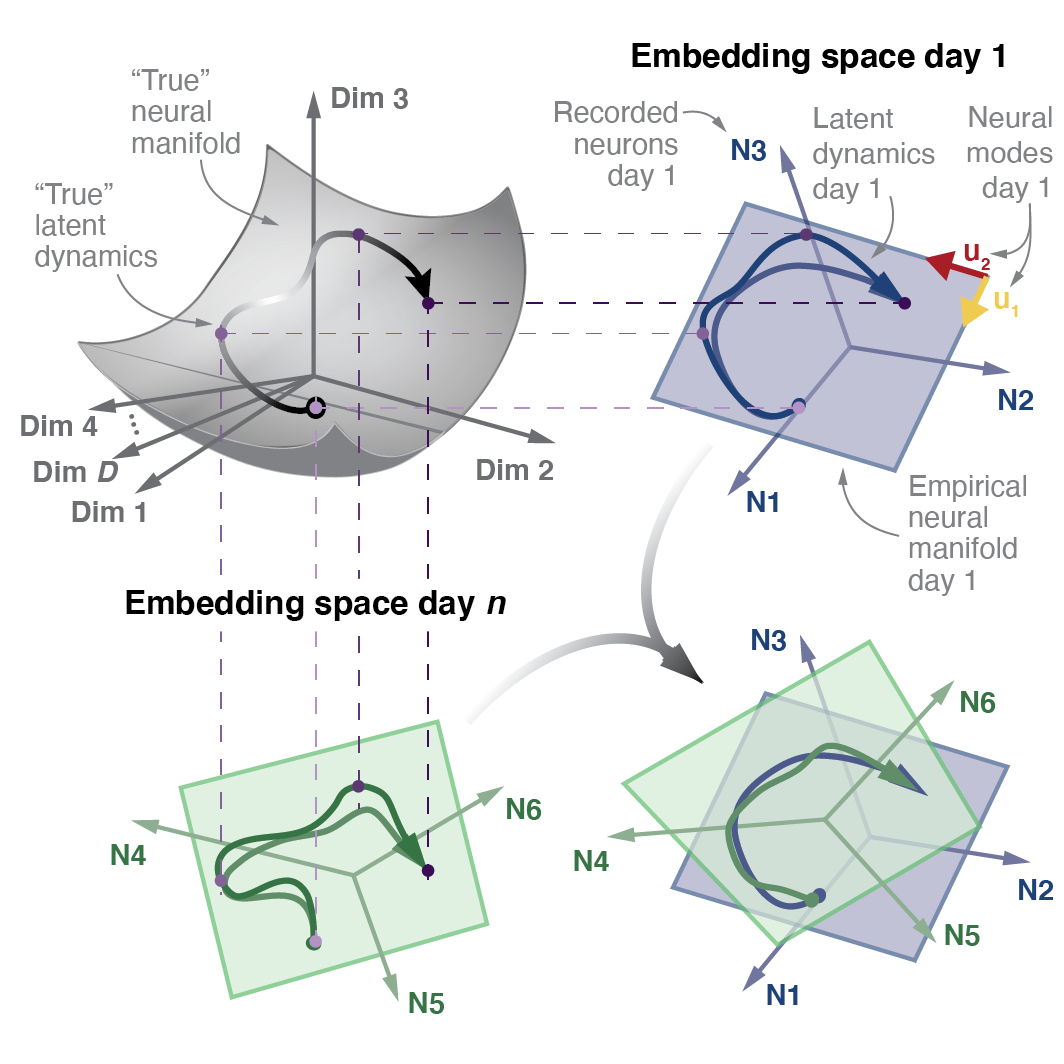 Embedding space day 1
“True”
neural
manifold
Dim 3
“True”
latent
dynamics
Dim 4
Dim D
Dim 1
Dim 2
Recorded
neurons
day 1
N3
Latent
dynamics
day 1
Neural
modes
day 1
u2
u1
N2
N1
Empirical
neural
manifold
day 1
Embedding space day n
N4
N6
N5
N3
N6
N4
N2
N5
N1